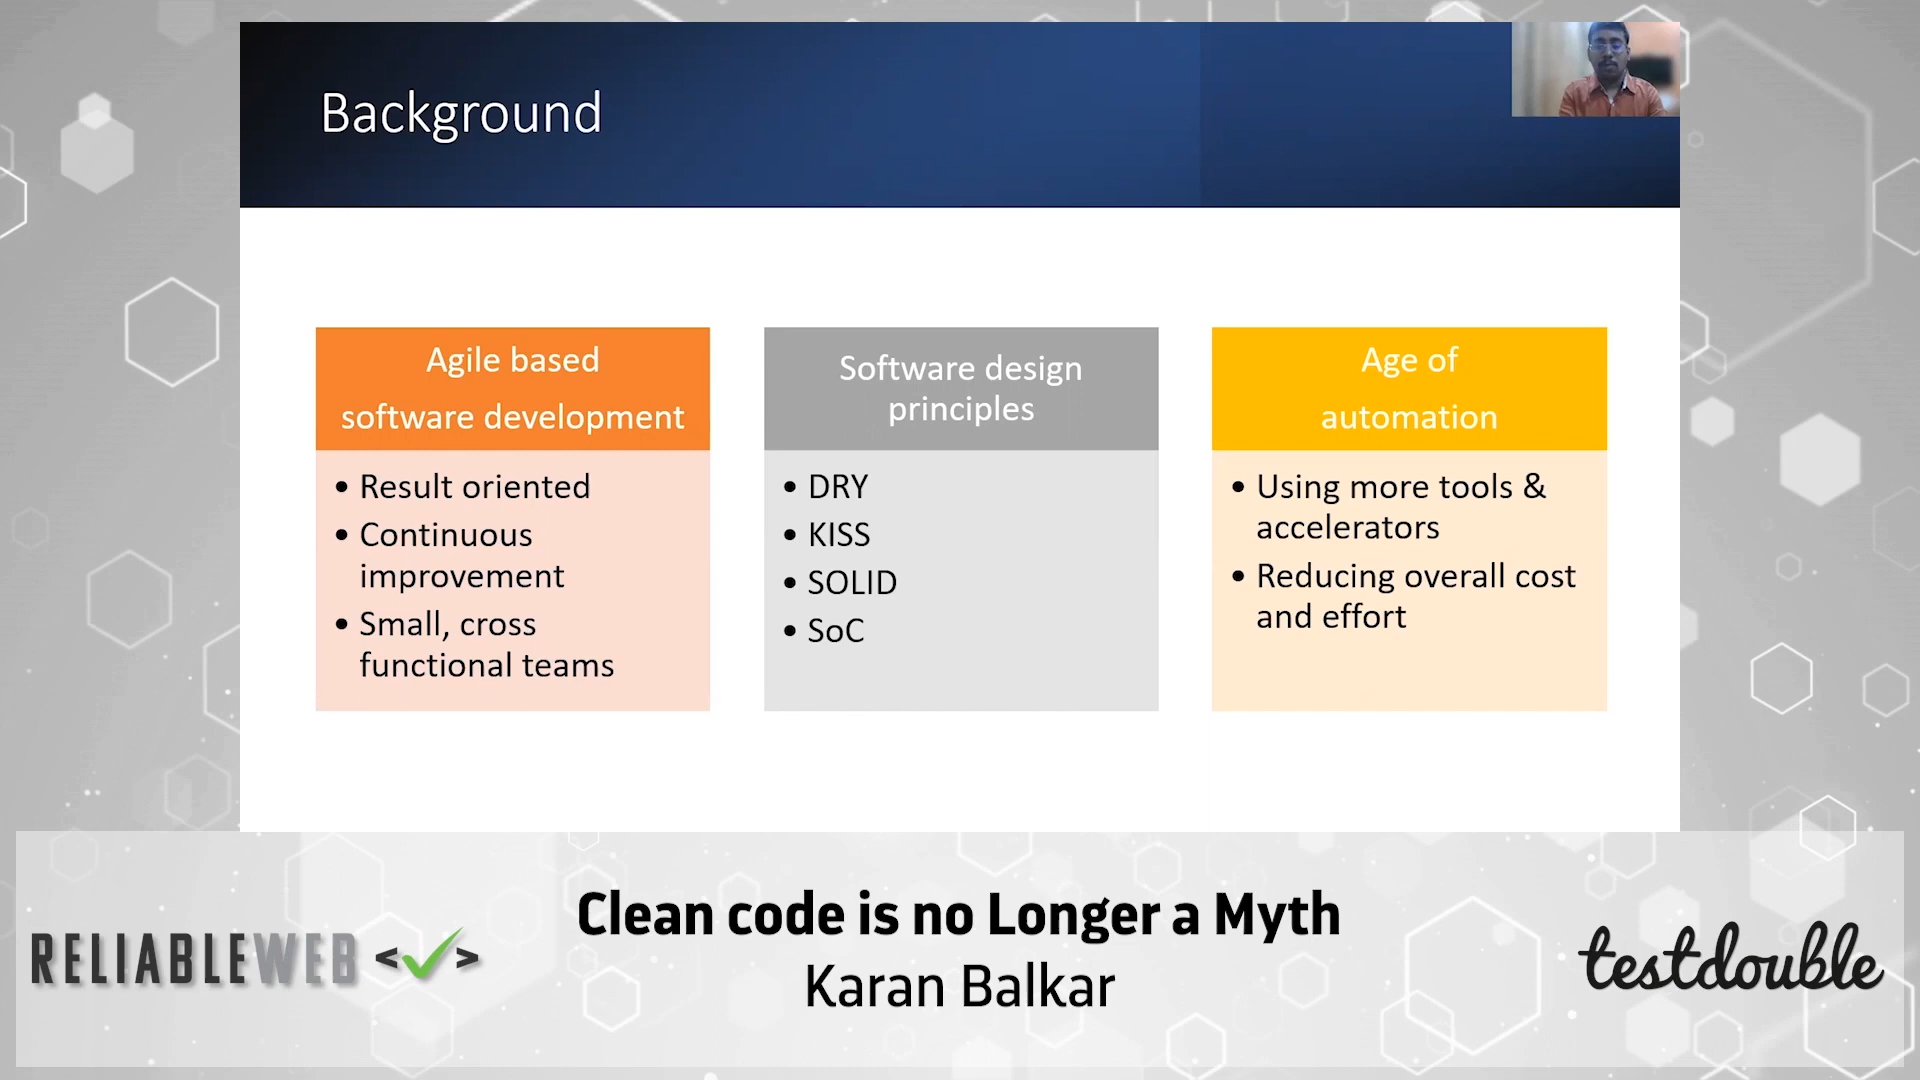 Background
Agile based
software development
• Result oriented
• Continuous
improvement
• Small, cross
functional teams
Software design
principles
• DRY
• KISS
• SOLID
• SoC
Age of
automation
• Using more tools &
accelerators
• Reducing overall cost
and effort
RELIABLEWEB <✓>
Clean code is no Longer a Myth
Karan Balkar
testdouble